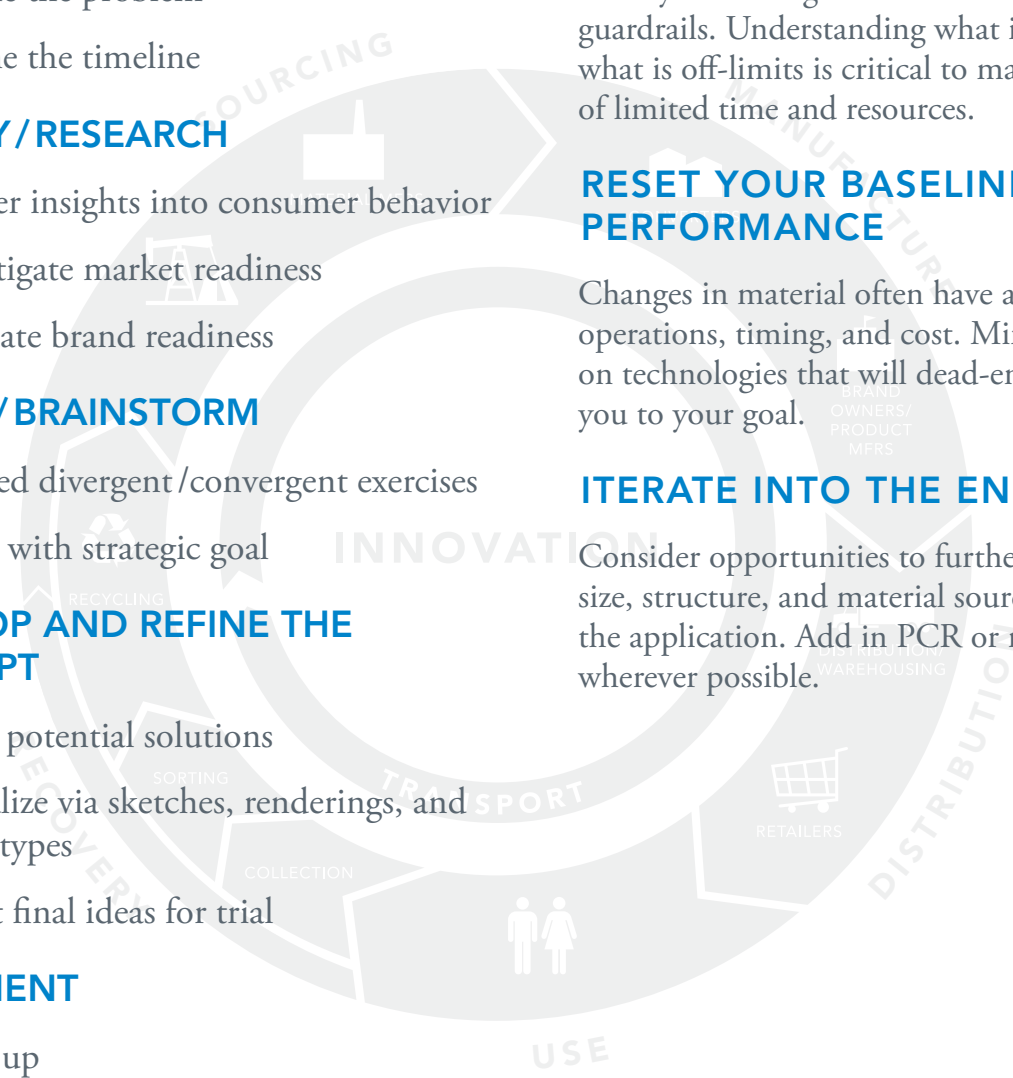 e the timeline
Y / RESEARCH
er insights into consumer behavior
tigate market readiness
ate brand readiness
/ BRAINSTORM
ed divergent / convergent exercises
with strategic goal
OP AND REFINE THE
PT
potential solutions
lize via sketches, renderings, and
types
t final ideas for trial
MENT
up
guardrails. Understanding what i
what is off-limits is critical to ma
of limited time and resources.
RESET YOUR BASELIN
PERFORMANCE
Changes in material often have a
operations, timing, and cost. Mi
on technologies that will dead-e
you to your goal.
ITERATE INTO THE EN
Consider opportunities to furthe
size, structure, and material sour
the application. Add in PCR or
wherever possible.
SOURCING
MANUFACTURE
DISTRIBUTION
USE
RECOVERY
INNOVATION
TRANSPORT
BRAND
OWNERS/
PRODUCT
MFRS
DISTRIBUTION/
WAREHOUSING
RETAILERS
COLLECTION
SORTING
RECYCLING